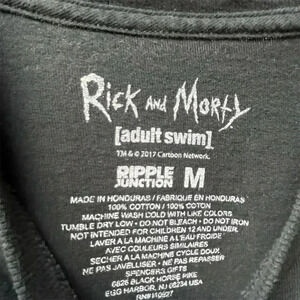 Rick and Morty
[adult swim]
TM & © 2017 Cartoon Network.
RIPPLE JUNCTION M
MADE IN HONDURAS / FABRIQUE EN HONDURAS
100% COTTON / 100% COTON
MACHINE WASH COLD WITH LIKE COLORS
TUMBLE DRY LOW • DO NOT BLEACH • DO NOT IRON
NOT INTENDED FOR CHILDREN 12 AND UNDER.
LAVER A LA MACHINE A L'EAU FROIDE
AVEC COULEURS SIMILAIRES
SECHER A LA MACHINE CYCLE DOUX
NE PAS JAVELLISER • NE PAS REPASSER
SPENCERS GIFTS
6826 BLACK HORSE PIKE
EGG HARBOR, NJ 08234 USA